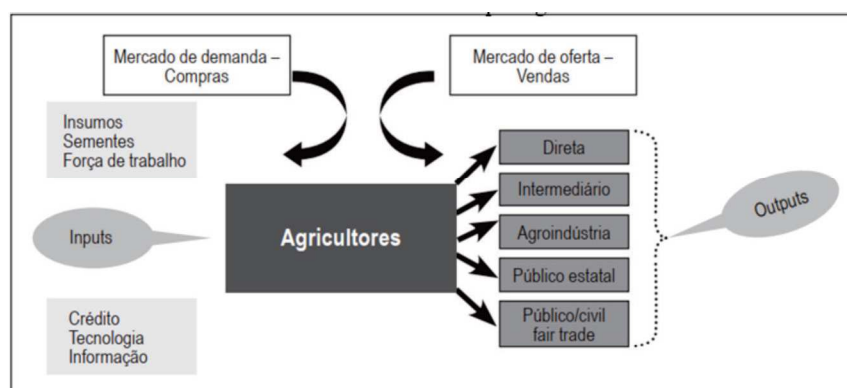 Mercado de demanda –
Compras
Mercado de oferta –
Vendas
Insumos
Sementes
Força de trabalho
Inputs
Crédito
Tecnologia
Informação
Agricultores
Direta
Intermediário
Agroindústria
Público estatal
Público/civil
fair trade
Outputs